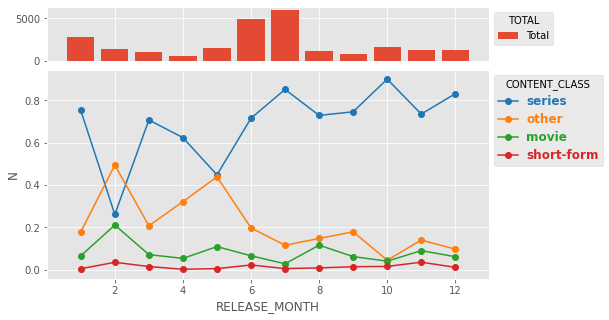 5000
0
TOTAL
Total
0.8
0.6
0.4
0.2
0.0
N
2
4
6
8
10
12
RELEASE_MONTH
CONTENT_CLASS
series
other
movie
short-form